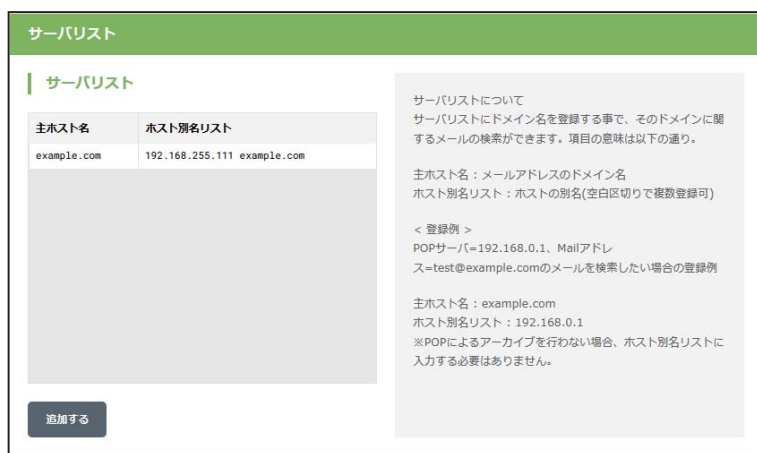 サーバリスト
サーバリスト
主ホスト名 ホスト別名リスト
example.com 192.168.255.111 example.com
追加する
サーバリストについて
サーバリストにドメイン名を登録する事で、そのドメインに関
するメールの検索ができます。項目の意味は以下の通り。
主ホスト名：メールアドレスのドメイン名
ホスト別名リスト：ホストの別名(空白区切りで複数登録可)
< 登録例 >
POPサーバ=192.168.0.1、Mailアドレ
ス=test@example.comのメールを検索したい場合の登録例
主ホスト名：example.com
ホスト別名リスト：192.168.0.1
※POPによるアーカイブを行わない場合、ホスト別名リストに
入力する必要はありません。